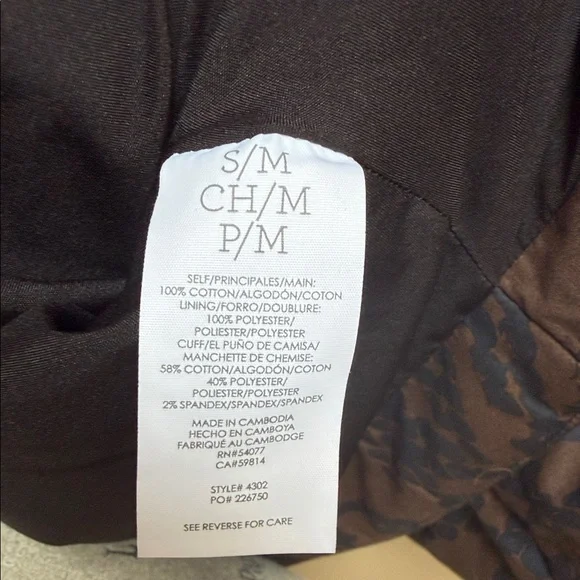 S/M
CH/M
P/M
SELF/PRINCIPALES/MAIN:
100% COTTON/ALGODÓN/COTON
LINING/FORRO/DOUBLURE:
100% POLYESTER/
POLIESTER/POLYESTER
CUFF/EL PUÑO DE CAMISA/
MANCHETTE DE CHEMISE:
58% COTTON/ALGODÓN/COTON
40% POLYESTER/
POLIESTER/POLYESTER
2% SPANDEX/SPANDEX/SPANDEX
MADE IN CAMBODIA
HECHO EN CAMBOYA
FABRIQUÉ AU CAMBODGE
RN#54077
CA#59814
STYLE# 4302
PO# 226750
SEE REVERSE FOR CARE